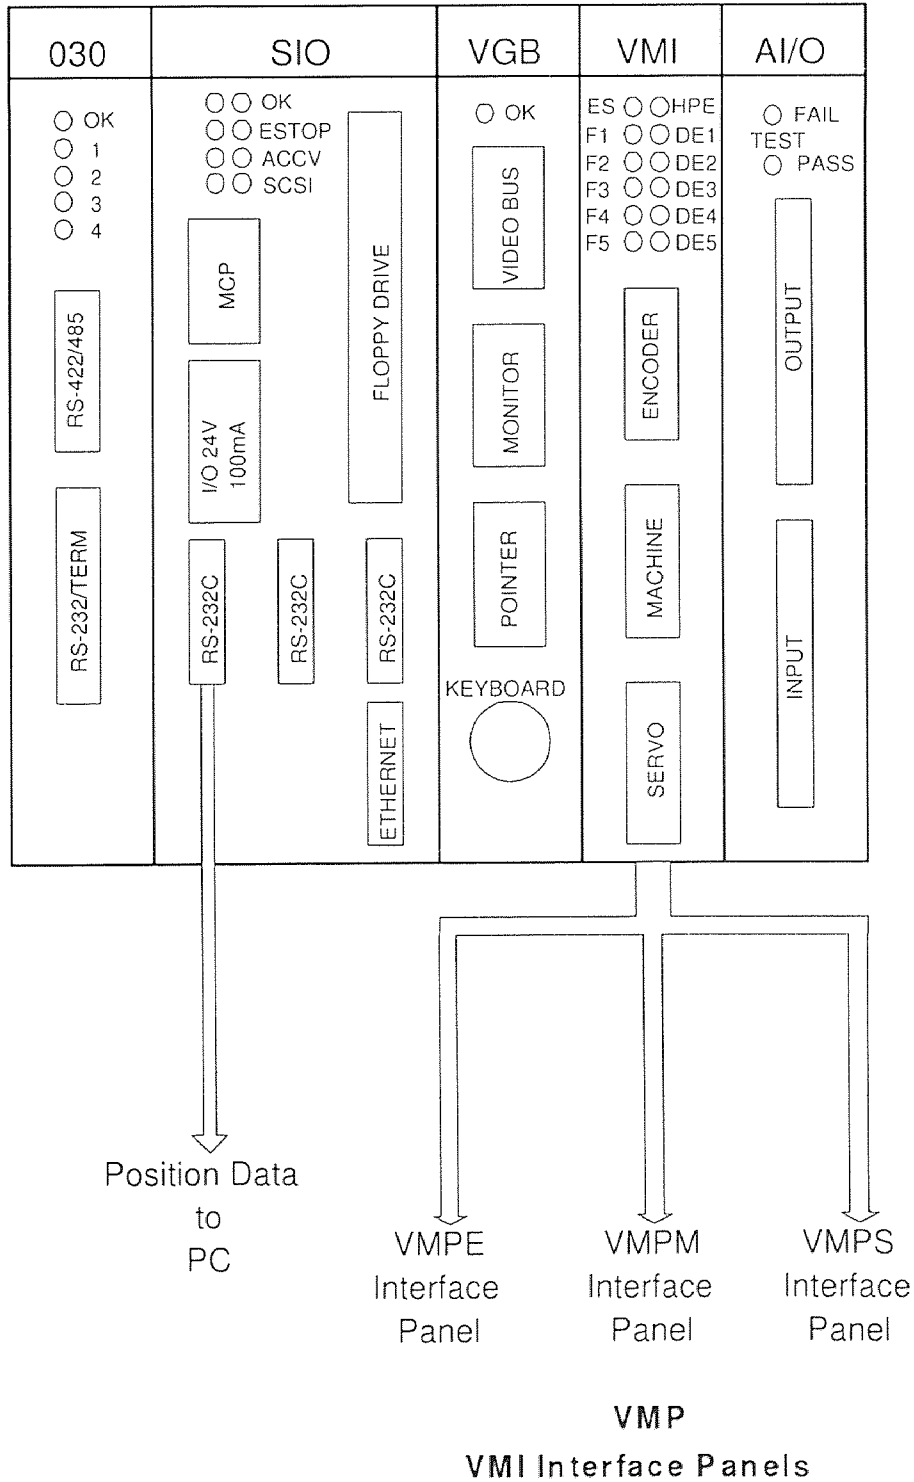 030
SIO
VGB
VMI
AI/O
OK
1
2
3
4
RS-422/485
RS-232/TERM
OK
ESTOP
ACCV
SCSI
MCP
I/O 24V
100mA
FLOPPY DRIVE
RS-232C
RS-232C
RS-232C
ETHERNET
OK
VIDEO BUS
MONITOR
POINTER
KEYBOARD
ES HPE
F1 DE1
F2 DE2
F3 DE3
F4 DE4
F5 DE5
ENCODER
MACHINE
SERVO
FAIL
TEST
PASS
OUTPUT
INPUT
Position Data
to
PC
VMPE
Interface
Panel
VMPM
Interface
Panel
VMPS
Interface
Panel
VMP
VMI Interface Panels